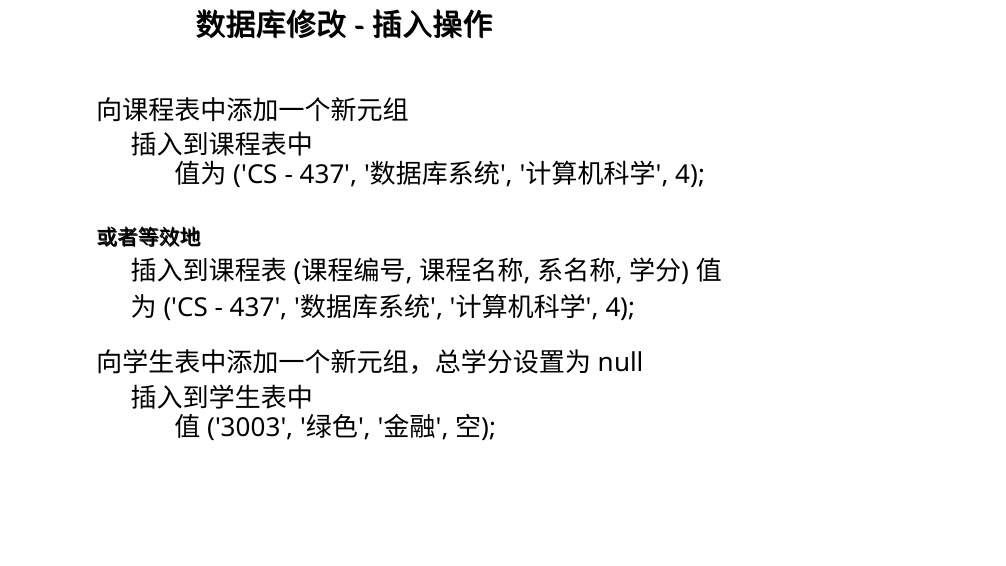 数据库修改 - 插入操作
向课程表中添加一个新元组
插入到课程表中
值为 ('CS - 437', '数据库系统', '计算机科学', 4);
或者等效地
插入到课程表 (课程编号, 课程名称, 系名称, 学分) 值
为 ('CS - 437', '数据库系统', '计算机科学', 4);
向学生表中添加一个新元组，总学分设置为 null
插入到学生表中
值 ('3003', '绿色', '金融', 空);